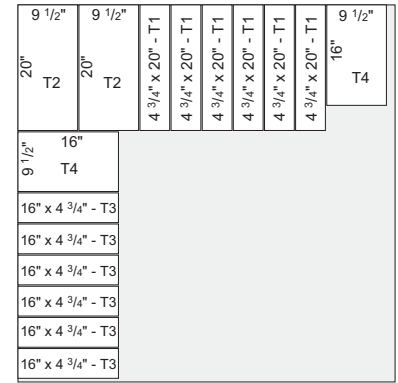 9 1/2"
20"
T2
9 1/2"
20"
T2
4 3/4" x 20" - T1
4 3/4" x 20" - T1
4 3/4" x 20" - T1
4 3/4" x 20" - T1
4 3/4" x 20" - T1
4 3/4" x 20" - T1
9 1/2"
16"
T4
16"
9 1/2"
T4
16" x 4 3/4" - T3
16" x 4 3/4" - T3
16" x 4 3/4" - T3
16" x 4 3/4" - T3
16" x 4 3/4" - T3
16" x 4 3/4" - T3